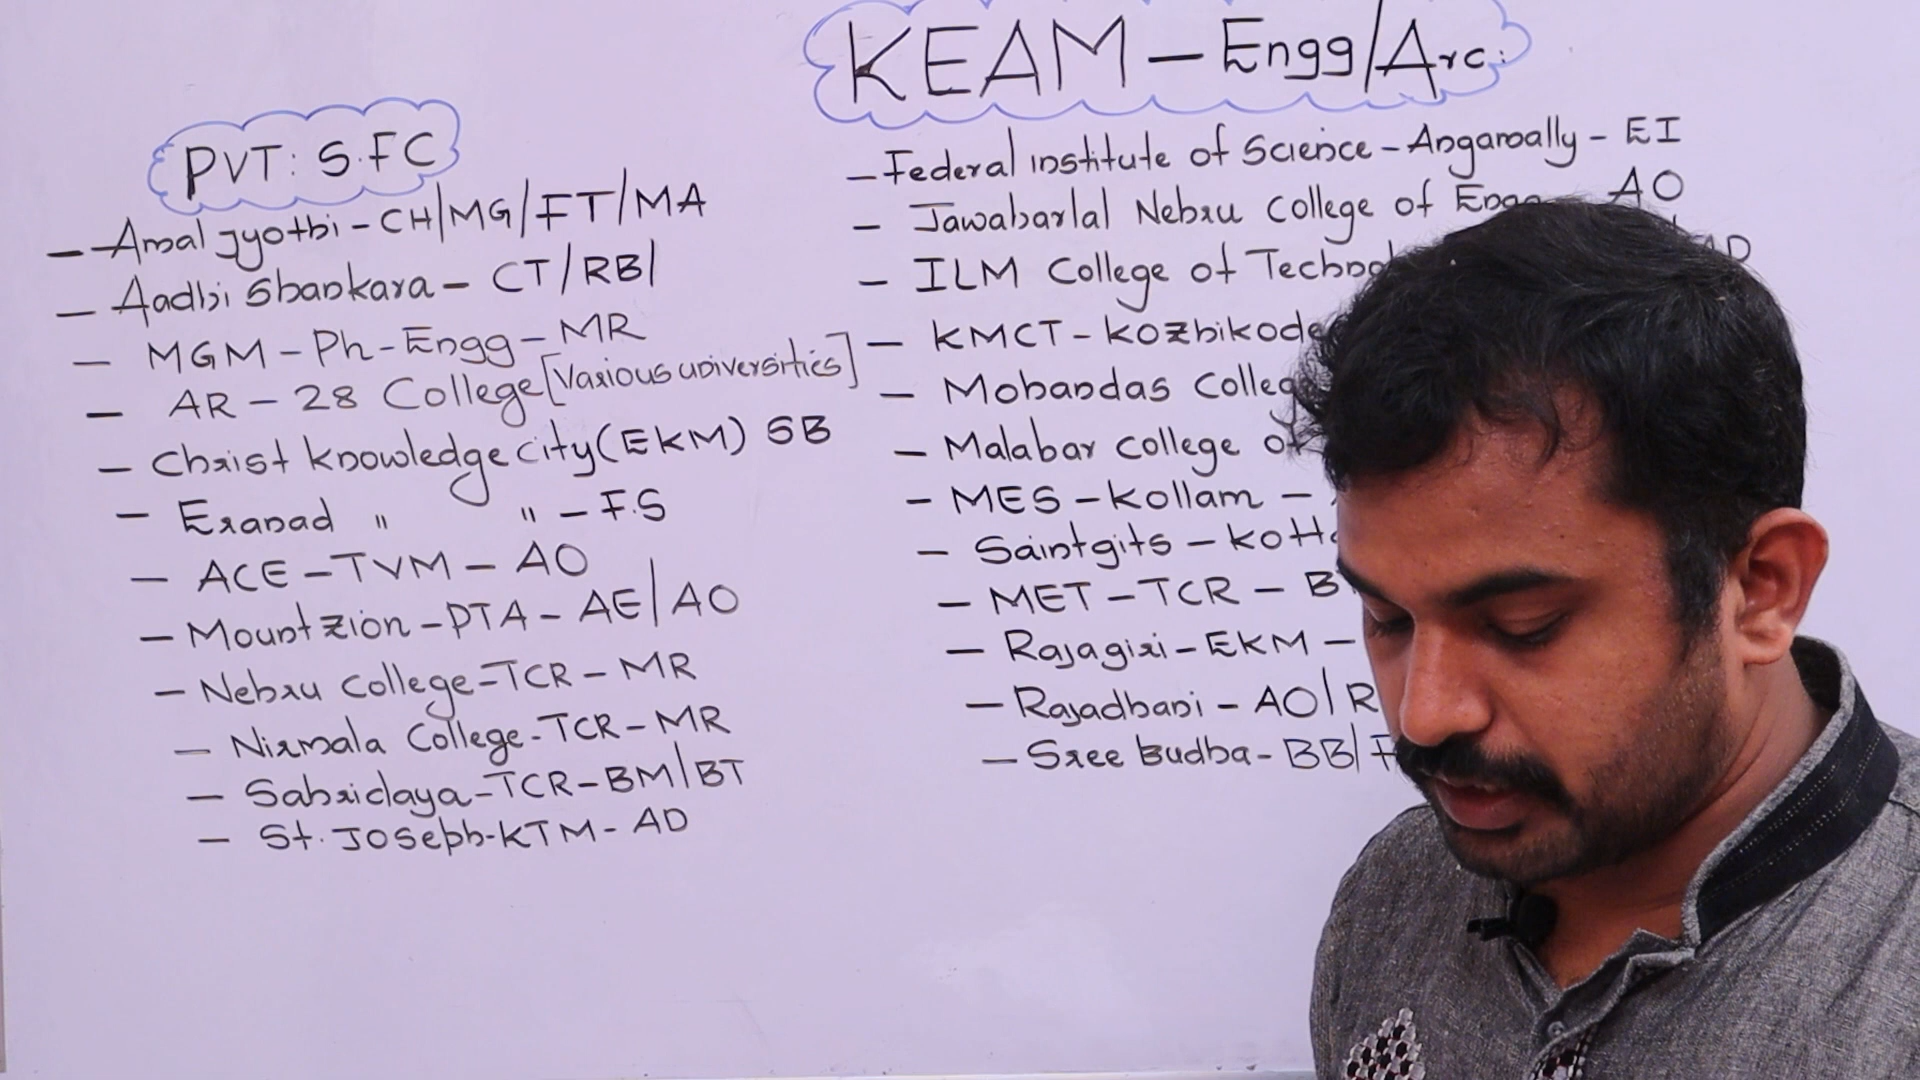 KEAM - Engg/Arc:
PVT: S.FC
- Amal jyothi - CH/MG/FT/MA
- Aadhi Shankara - CT/RB/
- MGM - Ph - Engg - MR
- AR - 28 College [Various universities]
- Christ knowledge city (EKM) SB
- Eranad " " - F.S
- ACE - TVM - AO
- Mount zion - PTA - AE/AO
- Nehru college - TCR - MR
- Nirmala College - TCR - MR
- Sahridaya - TCR - BM/BT
- St. Joseph - KTM - AD
- Federal institute of Science - Angamally - EI
- Jawaharlal Nehru college of Engg AO
- ILM College of
- KMCT - Kozhikode
- Mohandas
- Malabar college
- MES - Kollam -
- Saintgits -
- MET - TCR -
- Rajagiri - EKM -
- Rajadhani - AO/
- Sree Budha - BB/